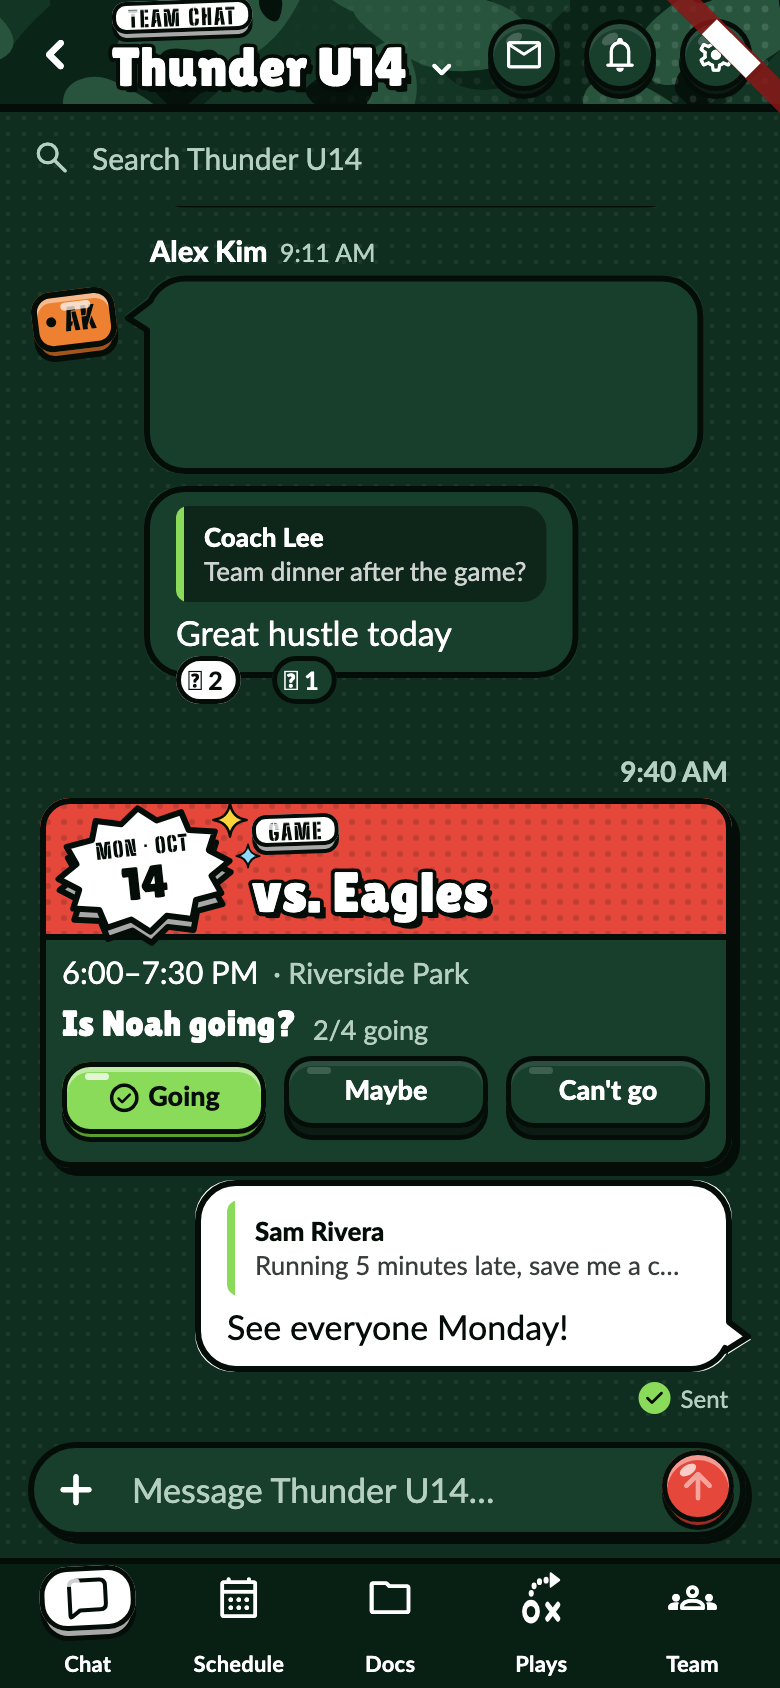 TEAM CHAT
Thunder U14
Search Thunder U14
Alex Kim 9:11 AM
AK
Coach Lee
Team dinner after the game?
Great hustle today
2 1
9:40 AM
MON · OCT
14
GAME
vs. Eagles
6:00–7:30 PM · Riverside Park
Is Noah going? 2/4 going
Going Maybe Can't go
Sam Rivera
Running 5 minutes late, save me a c...
See everyone Monday!
Sent
Message Thunder U14...
Chat Schedule Docs Plays Team